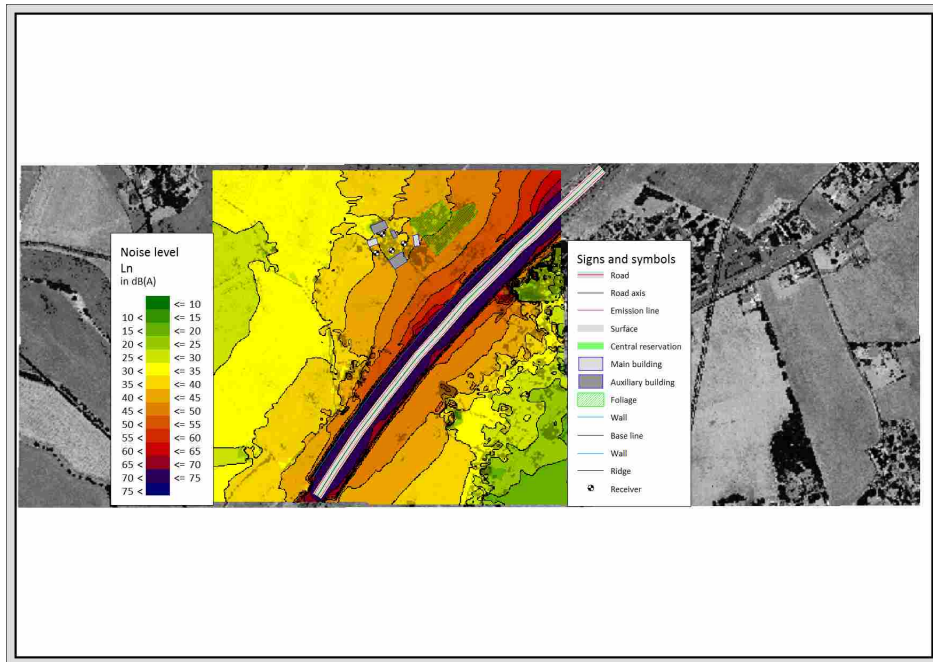 Noise level
Ln
in dB(A)
<= 10
10 < <= 15
15 < <= 20
20 < <= 25
25 < <= 30
30 < <= 35
35 < <= 40
40 < <= 45
45 < <= 50
50 < <= 55
55 < <= 60
60 < <= 65
65 < <= 70
70 < <= 75
75 <
Signs and symbols
Road
Road axis
Emission line
Surface
Central reservation
Main building
Auxiliary building
Foliage
Wall
Base line
Wall
Ridge
Receiver